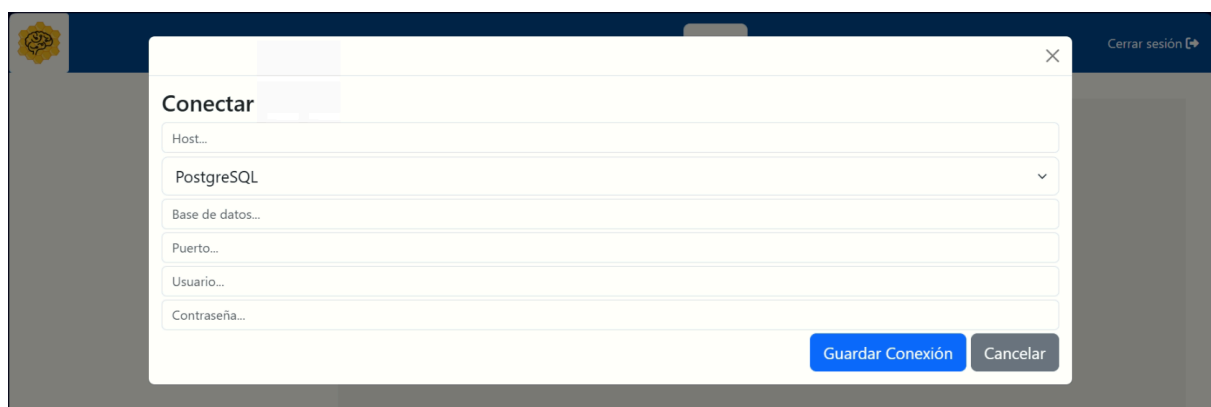 Cerrar sesión
Conectar
Host...
PostgreSQL
Base de datos...
Puerto...
Usuario...
Contraseña...
Guardar Conexión
Cancelar